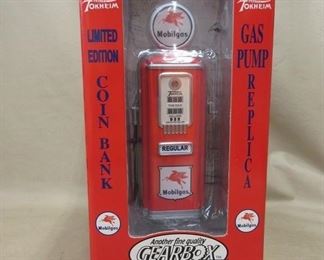 TOKHEIM
TOKHEIM
LIMITED
EDITION
COIN BANK
Mobilgas
Mobilgas
REGULAR
Mobilgas
GAS
PUMP
REPLICA
Mobilgas
Another fine quality
GEARBOX